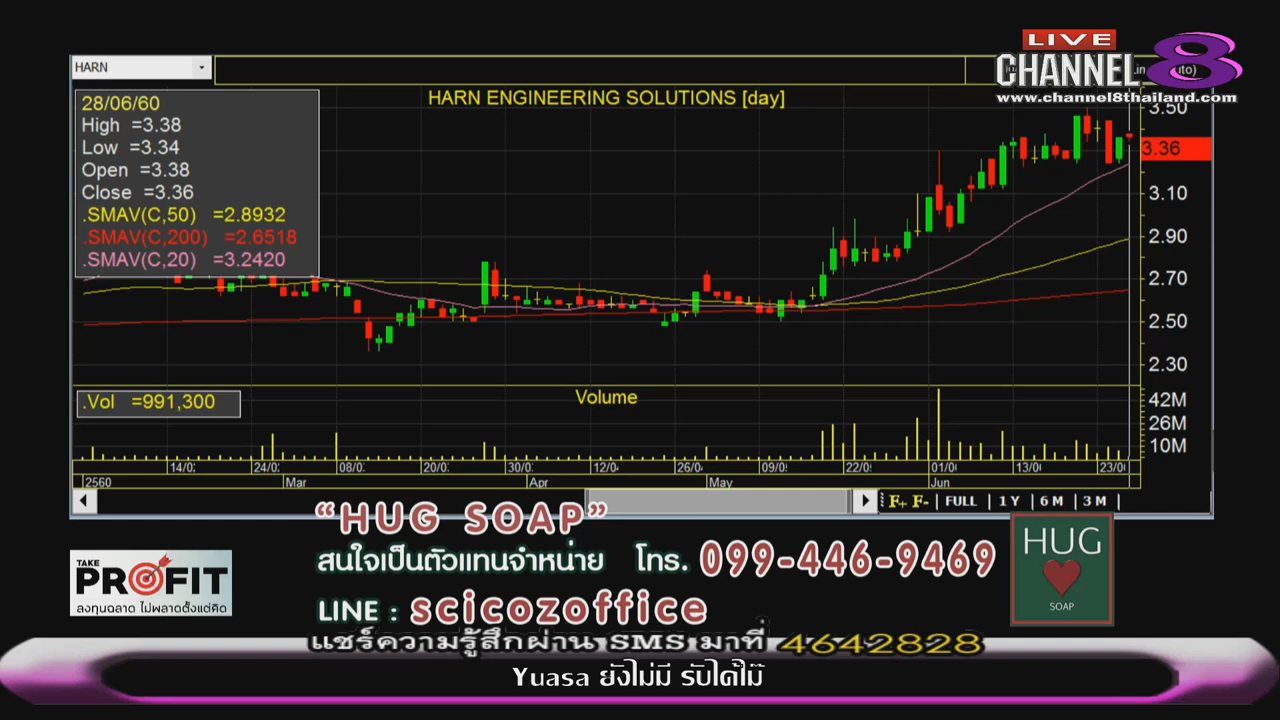 LIVE
CHANNEL 8
www.channel8thailand.com
HARN
HARN ENGINEERING SOLUTIONS [day]
28/06/60
High =3.38
Low =3.34
Open =3.38
Close =3.36
.SMAV(C,50) =2.8932
.SMAV(C,200) =2.6518
.SMAV(C,20) =3.2420
3.50
3.36
3.10
2.90
2.70
2.50
2.30
.Vol =991,300
Volume
42M
26M
10M
14/0 24/0 08/0 20/0 30/0 12/0 26/0 09/0 22/0 01/0 13/0 23/0
2560 Mar Apr May Jun
F+ F- | FULL | 1 Y | 6 M | 3 M |
“HUG SOAP”
สนใจเป็นตัวแทนจำหน่าย โทร. 099-446-9469
LINE : scicozoffice
HUG
SOAP
TAKE
PROFIT
ลงทุนฉลาด ไม่พลาดตั้งแต่คิด
แชร์ความรู้สึกผ่าน SMS มาที่ 4642828
Yuasa ยังไม่มี รับได้ไม๊